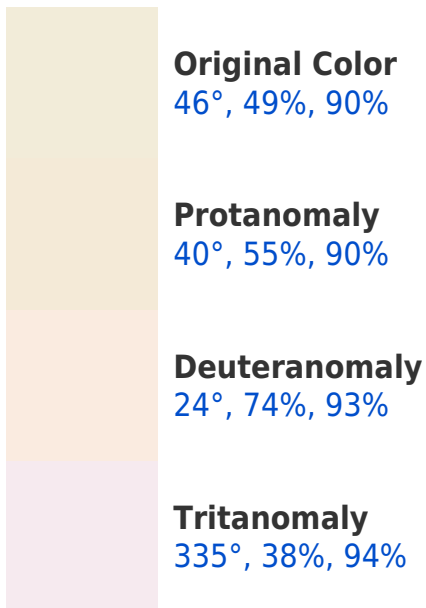 Original Color
46°, 49%, 90%
Protanomaly
40°, 55%, 90%
Deuteranomaly
24°, 74%, 93%
Tritanomaly
335°, 38%, 94%